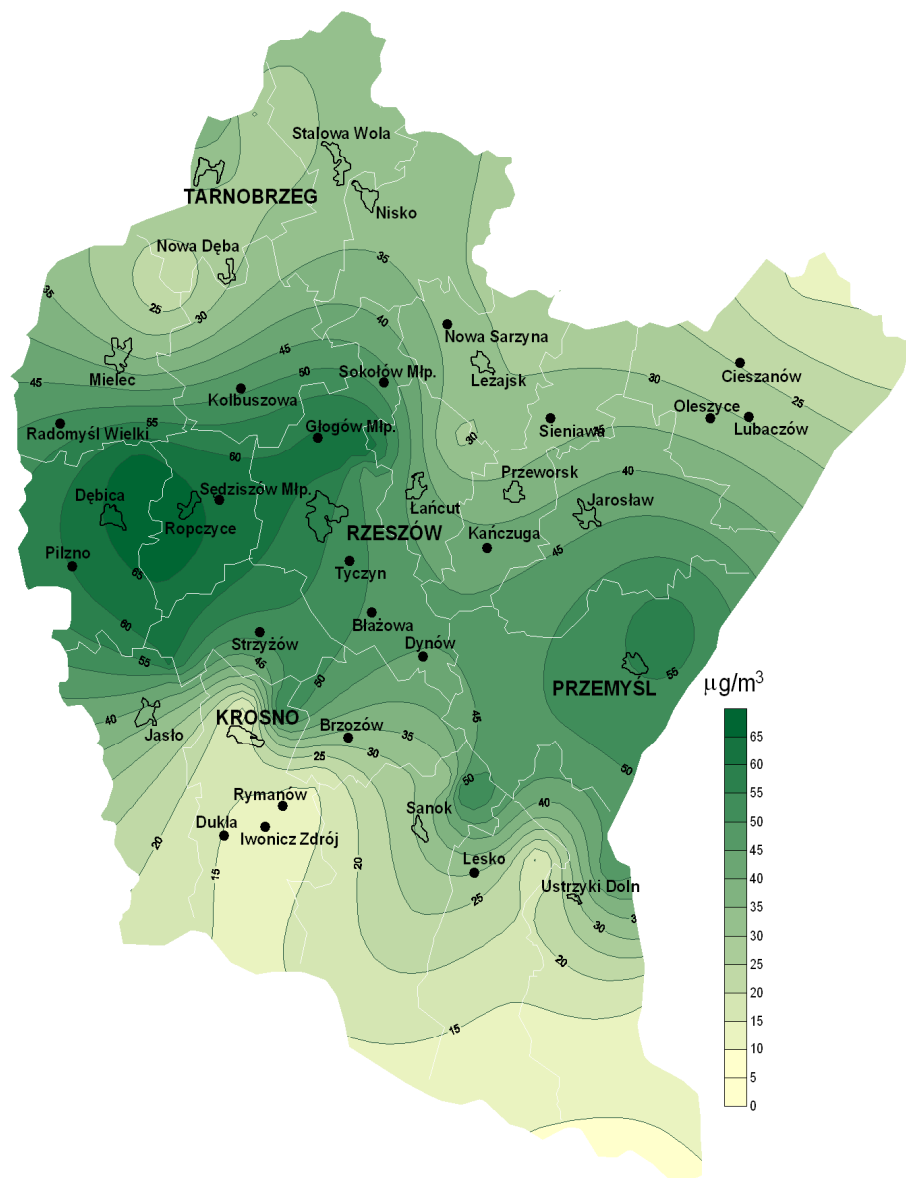 Stalowa Wola
TARNOBRZEG
Nisko
Nowa Dęba
35
35
25
30
40
Nowa Sarzyna
45
50
Sokołów Młp.
Leżajsk
Cieszanów
Mielec
45
30
Kolbuszowa
25
Oleszyce
Lubaczów
55
Radomyśl Wielki
Głogów Młp.
30
Sieniawa
35
60
Przeworsk
40
Dębica
Sędziszów Młp.
Łańcut
Jarosław
Ropczyce
RZESZÓW
Kańczuga
Pilzno
45
65
Tyczyn
Błażowa
60
Strzyżów
Dynów
55
45
50
PRZEMYŚL
55
µg/m³
40
Jasło
KROSNO
Brzozów
35
45
25
30
65
60
55
50
45
40
35
30
25
20
15
10
5
0
50
50
Rymanów
Sanok
40
Dukla
Iwonicz Zdrój
20
15
20
Lesko
25
Ustrzyki Doln
30
3
20
15